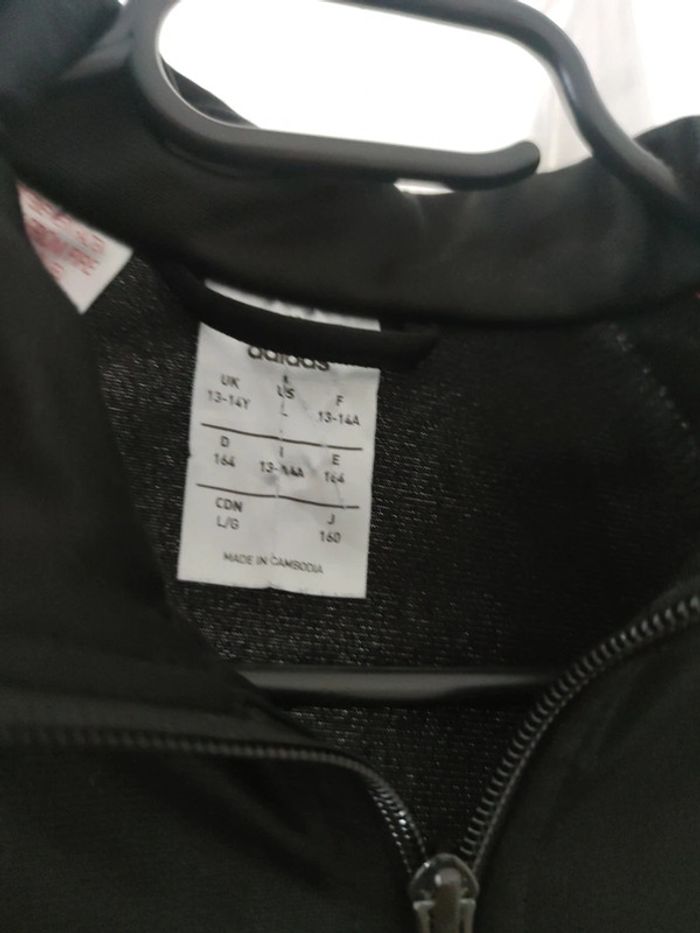 adidas
UK US F
13-14Y L 13-14A
D I E
164 13-14A 164
CDN J
L/G 160
MADE IN CAMBODIA